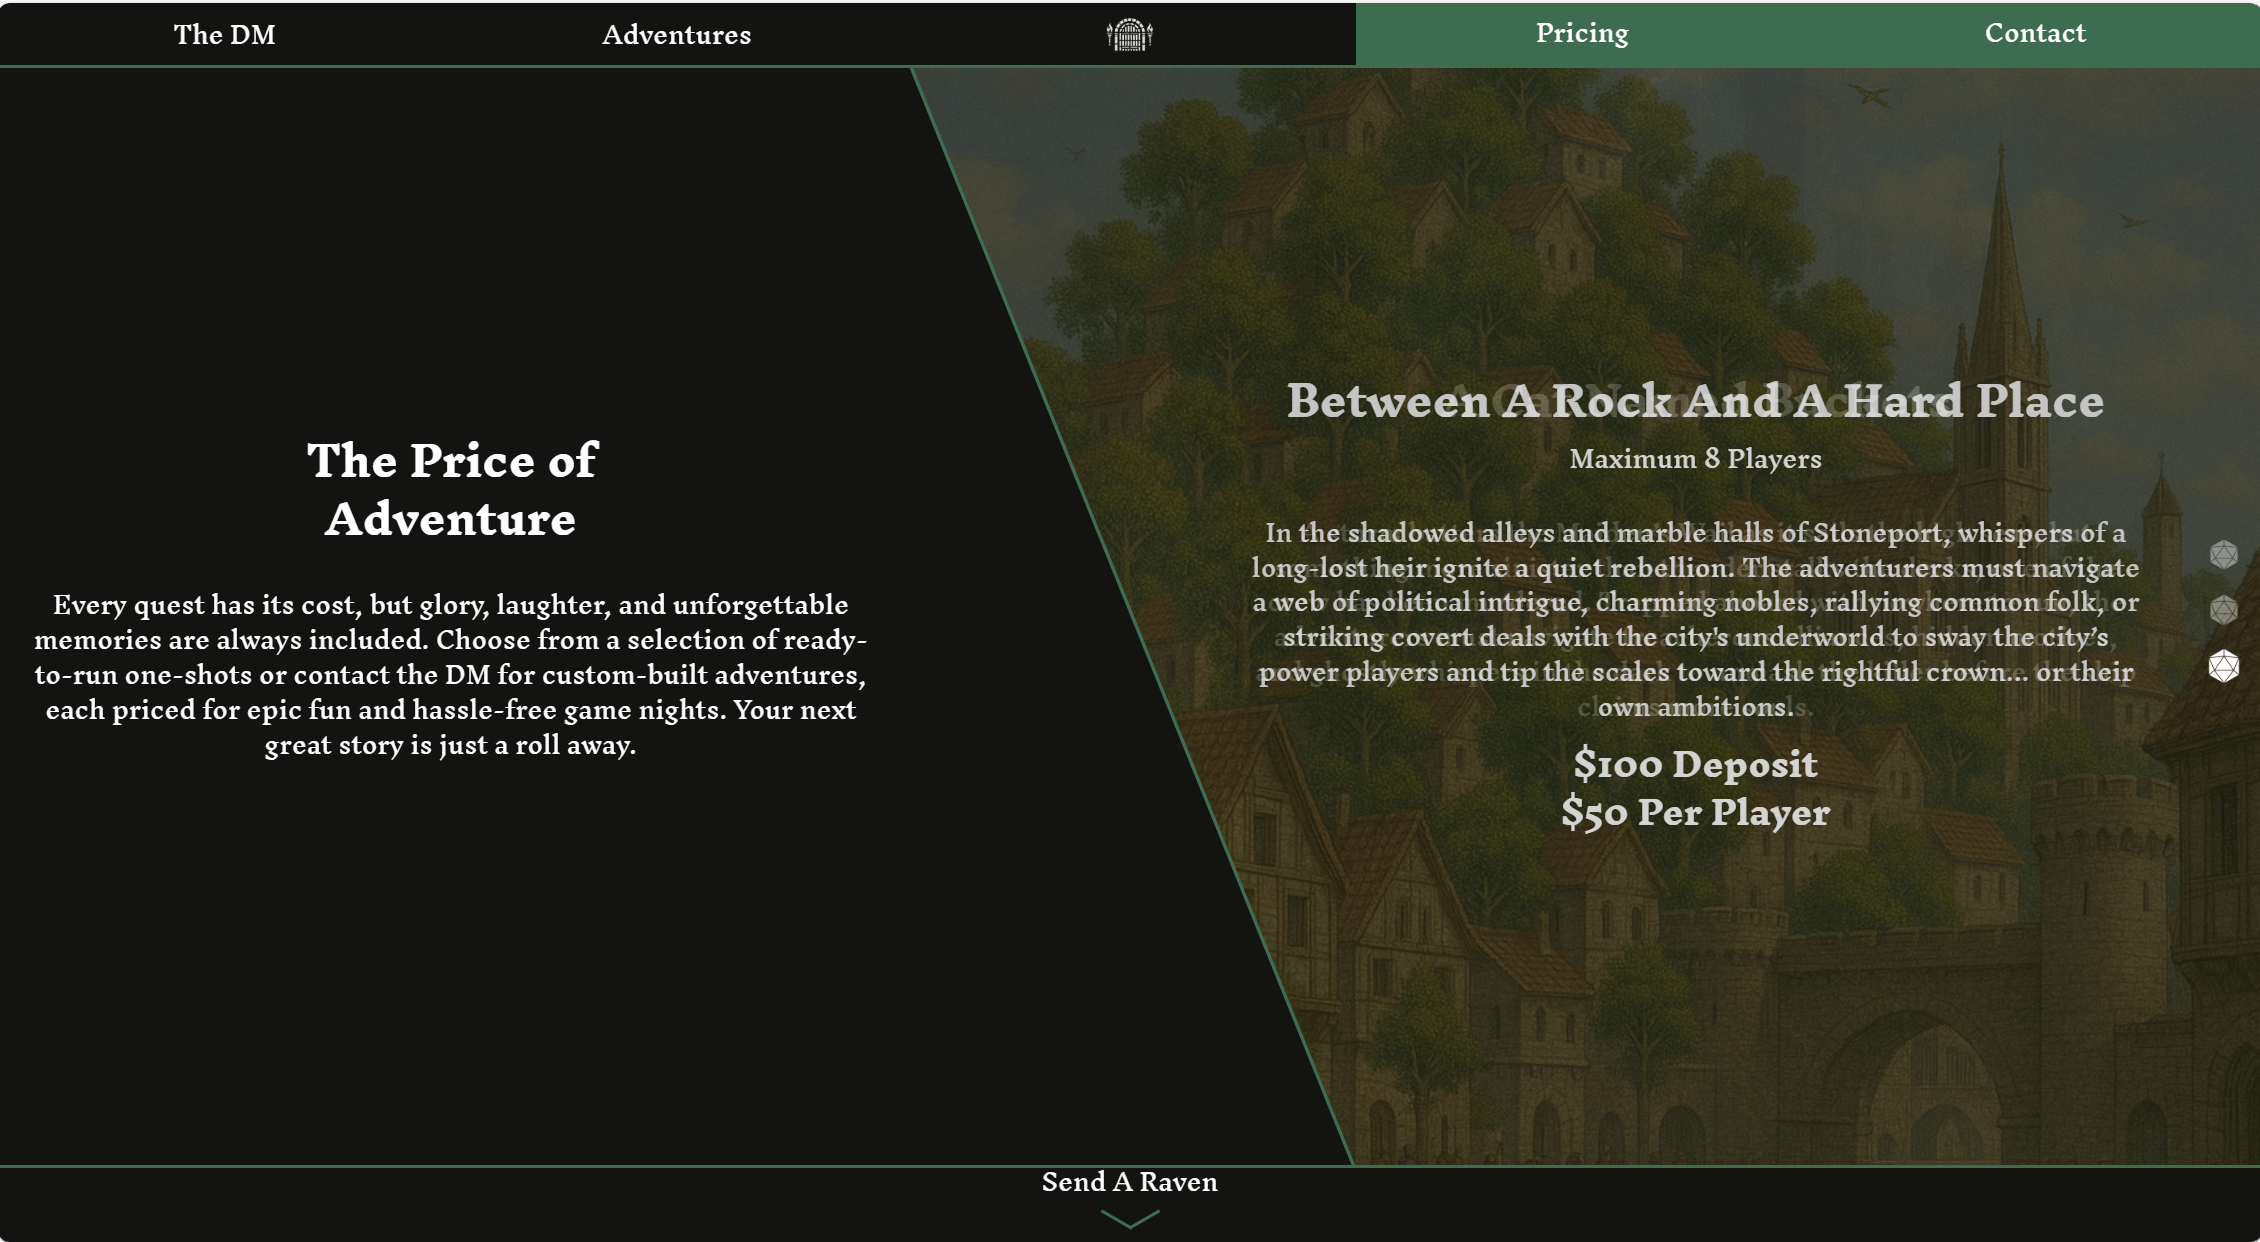 The DM
Adventures
Pricing
Contact
The Price of
Adventure
Every quest has its cost, but glory, laughter, and unforgettable
memories are always included. Choose from a selection of ready-
to-run one-shots or contact the DM for custom-built adventures,
each priced for epic fun and hassle-free game nights. Your next
great story is just a roll away.
Between A Rock And A Hard Place
Maximum 8 Players
In the shadowed alleys and marble halls of Stoneport, whispers of a
long-lost heir ignite a quiet rebellion. The adventurers must navigate
a web of political intrigue, charming nobles, rallying common folk, or
striking covert deals with the city's underworld to sway the city’s
power players and tip the scales toward the rightful crown... or their
own ambitions.
$100 Deposit
$50 Per Player
Send A Raven